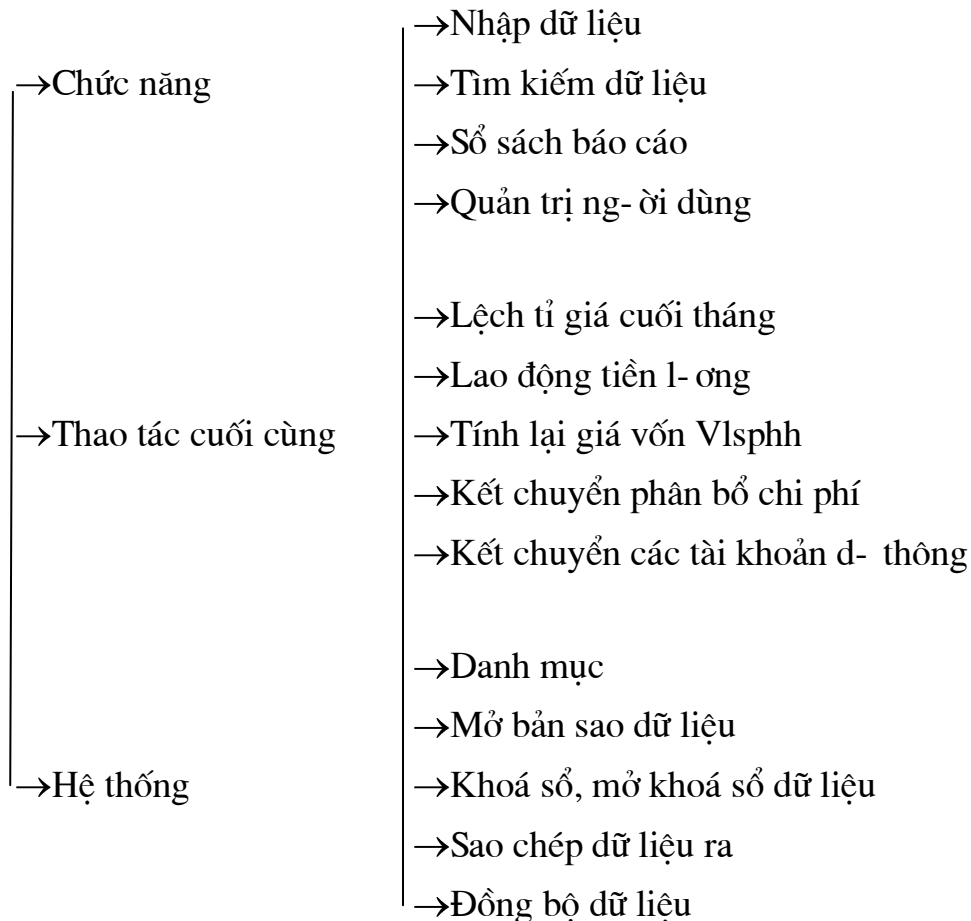 →Nhập dữ liệu
→Chức năng
→Tìm kiếm dữ liệu
→Sổ sách báo cáo
→Quản trị ng- ời dùng
→Lệch tỉ giá cuối tháng
→Lao động tiền l- ơng
→Thao tác cuối cùng
→Tính lại giá vốn Vlsphh
→Kết chuyển phân bổ chi phí
→Kết chuyển các tài khoản d- thông
→Danh mục
→Mở bản sao dữ liệu
→Hệ thống
→Khoá sổ, mở khoá sổ dữ liệu
→Sao chép dữ liệu ra
→Đồng bộ dữ liệu